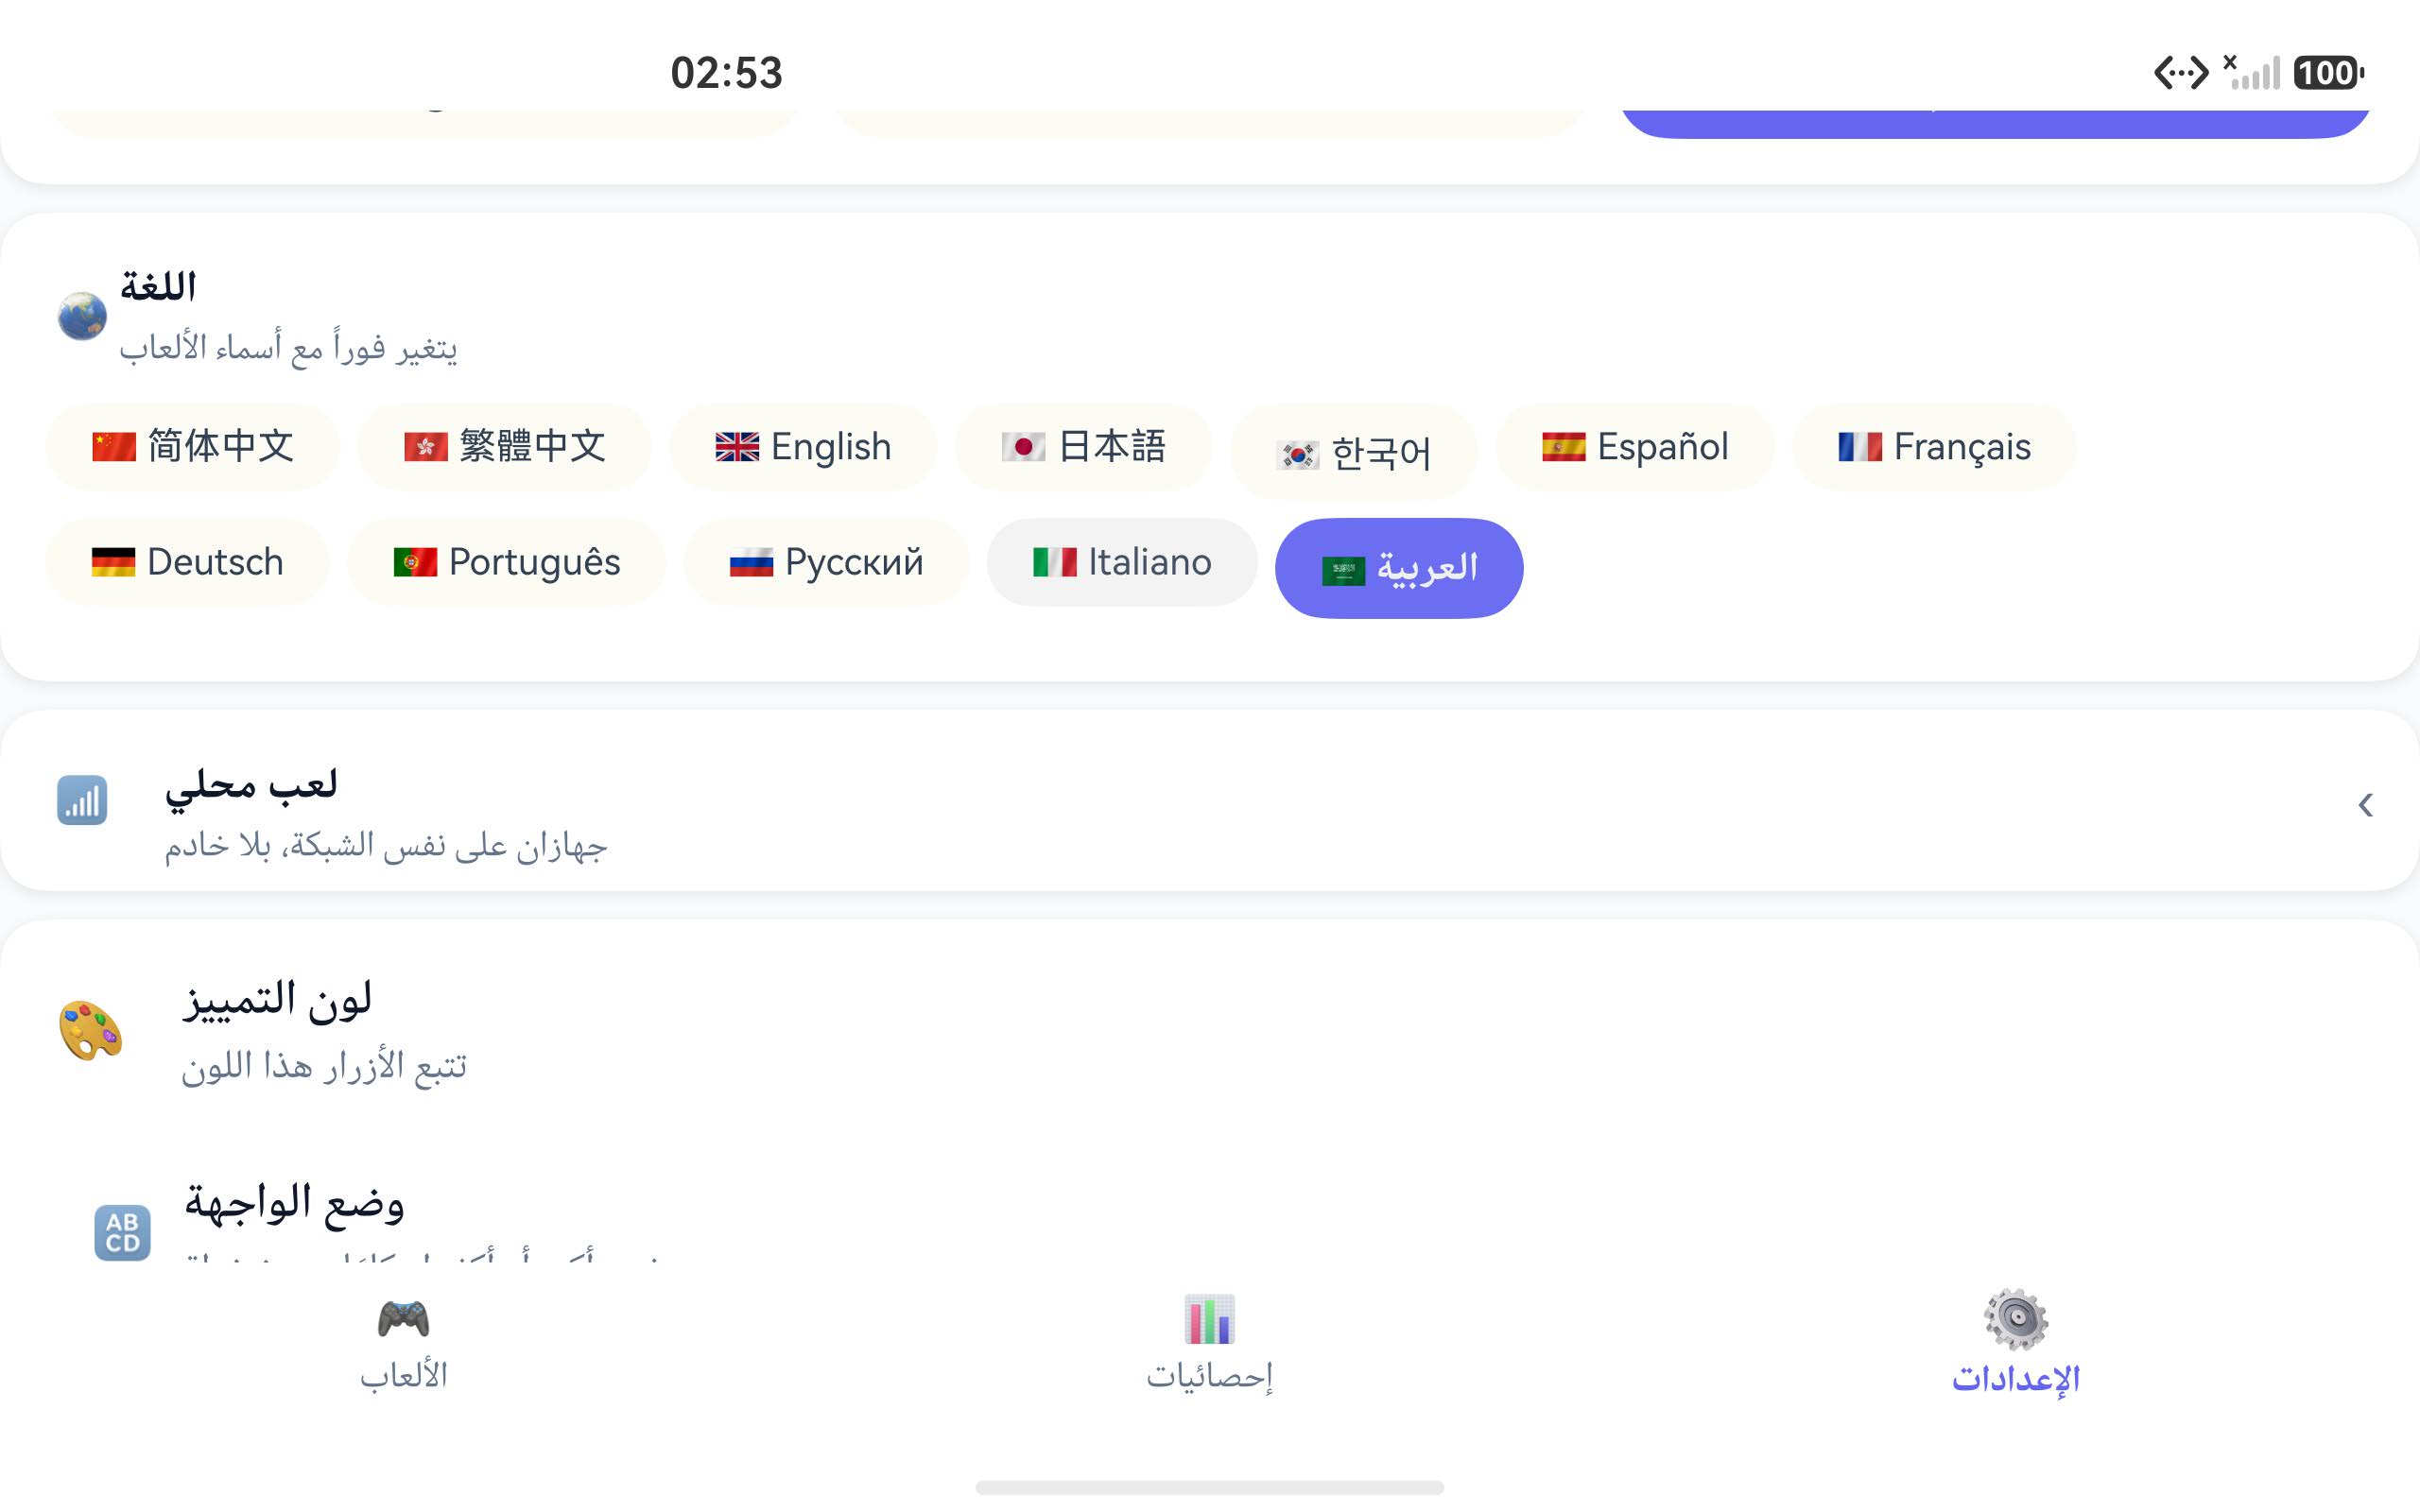 02:53
100
اللغة
يتغير فوراً مع أسماء الألعاب
简体中文
繁體中文
English
日本語
한국어
Español
Français
Deutsch
Português
Русский
Italiano
العربية
لعب محلي
جهازان على نفس الشبكة، بلا خادم
لون التمييز
تتبع الأزرار هذا اللون
وضع الواجهة
AB
CD
الألعاب
إحصائيات
الإعدادات